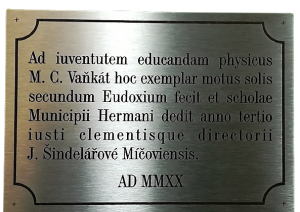 Ad iuventutem educandam physicus
M. C. Vaňkát hoc exemplar motus solis
secundum Eudoxium fecit et scholae
Municipii Hermani dedit anno tertio
iusti clementisque directorii
J. Šindelářové Míčoviensis.
AD MMXX